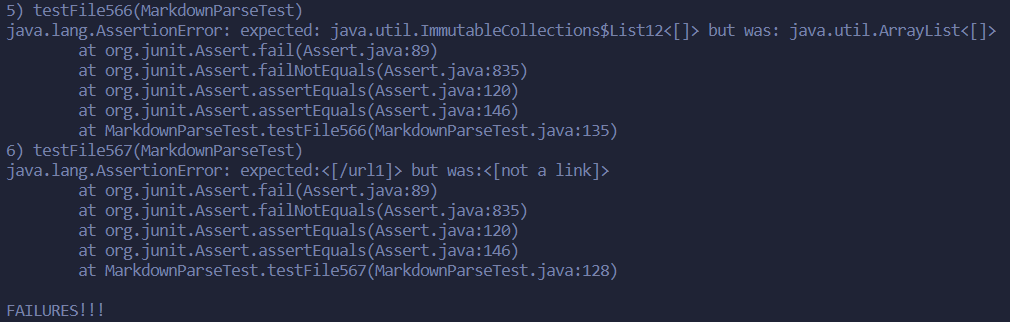 5) testFile566(MarkdownParseTest)
java.lang.AssertionError: expected: java.util.ImmutableCollections$List12<[]> but was: java.util.ArrayList<[]>
        at org.junit.Assert.fail(Assert.java:89)
        at org.junit.Assert.failNotEquals(Assert.java:835)
        at org.junit.Assert.assertEquals(Assert.java:120)
        at org.junit.Assert.assertEquals(Assert.java:146)
        at MarkdownParseTest.testFile566(MarkdownParseTest.java:135)
6) testFile567(MarkdownParseTest)
java.lang.AssertionError: expected:<[/url1]> but was:<[not a link]>
        at org.junit.Assert.fail(Assert.java:89)
        at org.junit.Assert.failNotEquals(Assert.java:835)
        at org.junit.Assert.assertEquals(Assert.java:120)
        at org.junit.Assert.assertEquals(Assert.java:146)
        at MarkdownParseTest.testFile567(MarkdownParseTest.java:128)

FAILURES!!!